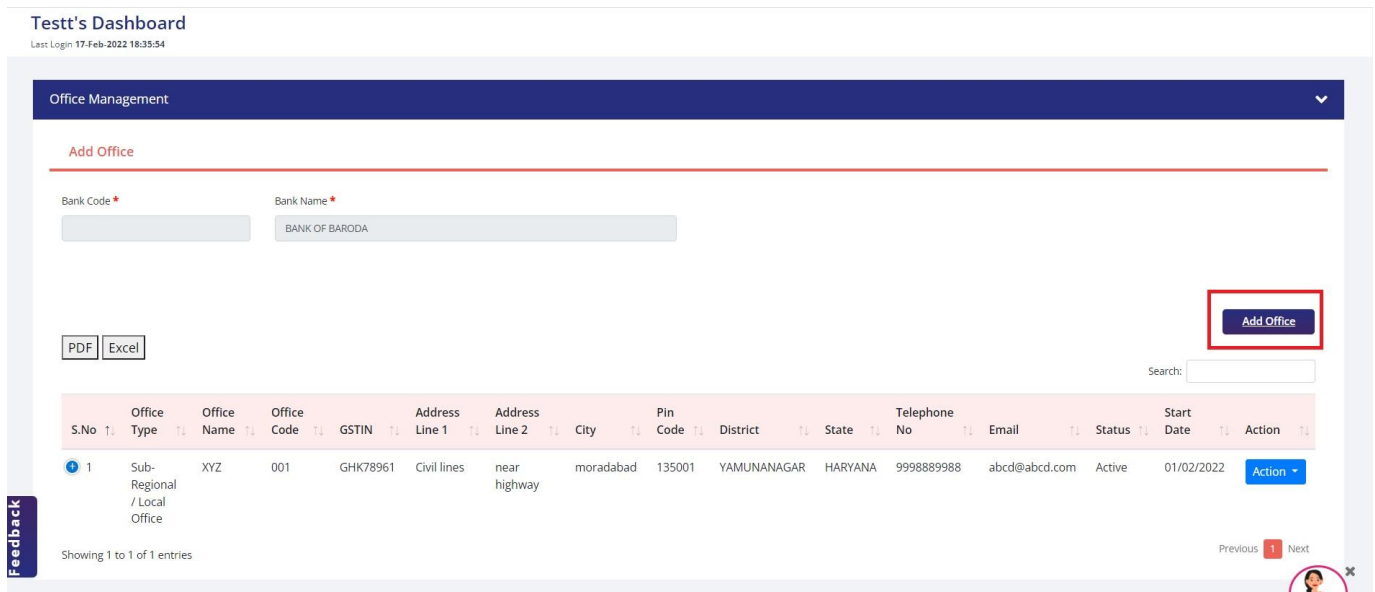 Testt's Dashboard
Last Login 17-Feb-2022 18:35:54
Office Management
Add Office
Bank Code *
Bank Name *
BANK OF BARODA
Add Office
PDF Excel
Search:
S.No Office Type Office Name Office Code GSTIN Address Line 1 Address Line 2 City Pin Code District State Telephone No Email Status Start Date Action
1 Sub-Regional / Local Office XYZ 001 GHK78961 Civil lines near highway moradabad 135001 YAMUNANAGAR HARYANA 9998889988 abcd@abcd.com Active 01/02/2022 Action
Showing 1 to 1 of 1 entries
Previous 1 Next
Feedback